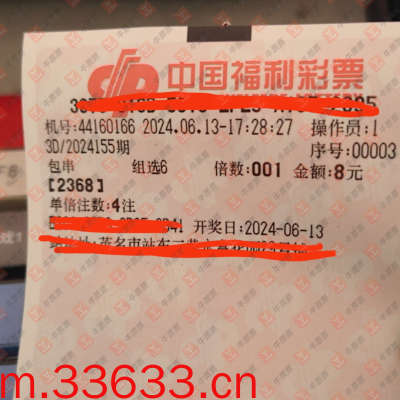 中国福利彩票
机号:44160166 2024.06.13-17:28:27 操作员:1
3D/2024155期 序号:00003
包串 组选6 倍数:001 金额:8元
【2368】
单倍注数:4注
开奖日:2024-06-13
m.33633.cn